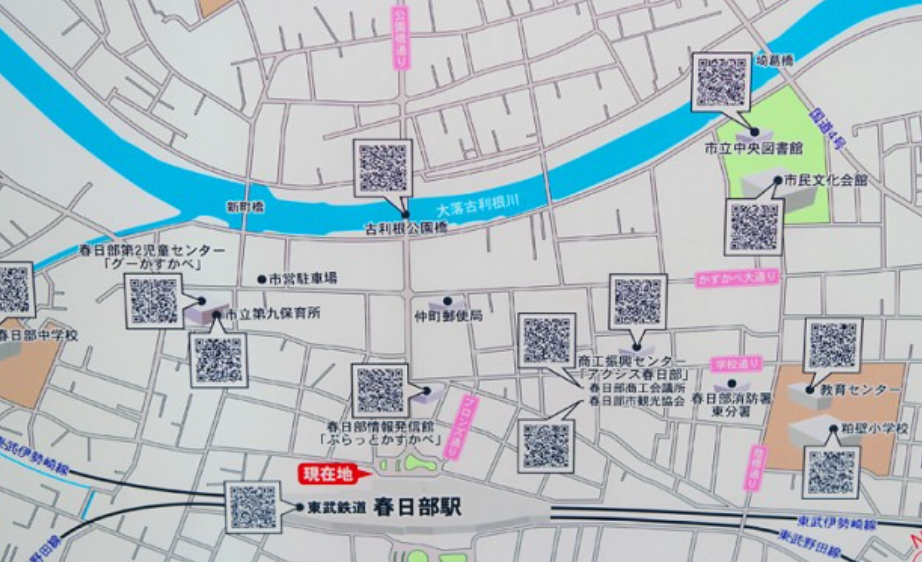 公園橋通り
埼葛橋
国道4号
市立中央図書館
市民文化会館
新町橋
大落古利根川
古利根公園橋
春日部第2児童センター
「グーかすかべ」
市営駐車場
かすかべ大通り
市立第九保育所
仲町郵便局
春日部中学校
商工振興センター
「アクシス春日部」
春日部商工会議所
春日部市観光協会
学校通り
春日部消防署
東分署
教育センター
春日部情報発信館
「ぷらっとかすかべ」
ブロンズ通り
粕壁小学校
現在地
東武伊勢崎線
東武鉄道 春日部駅
東武伊勢崎線
東武野田線
野田線